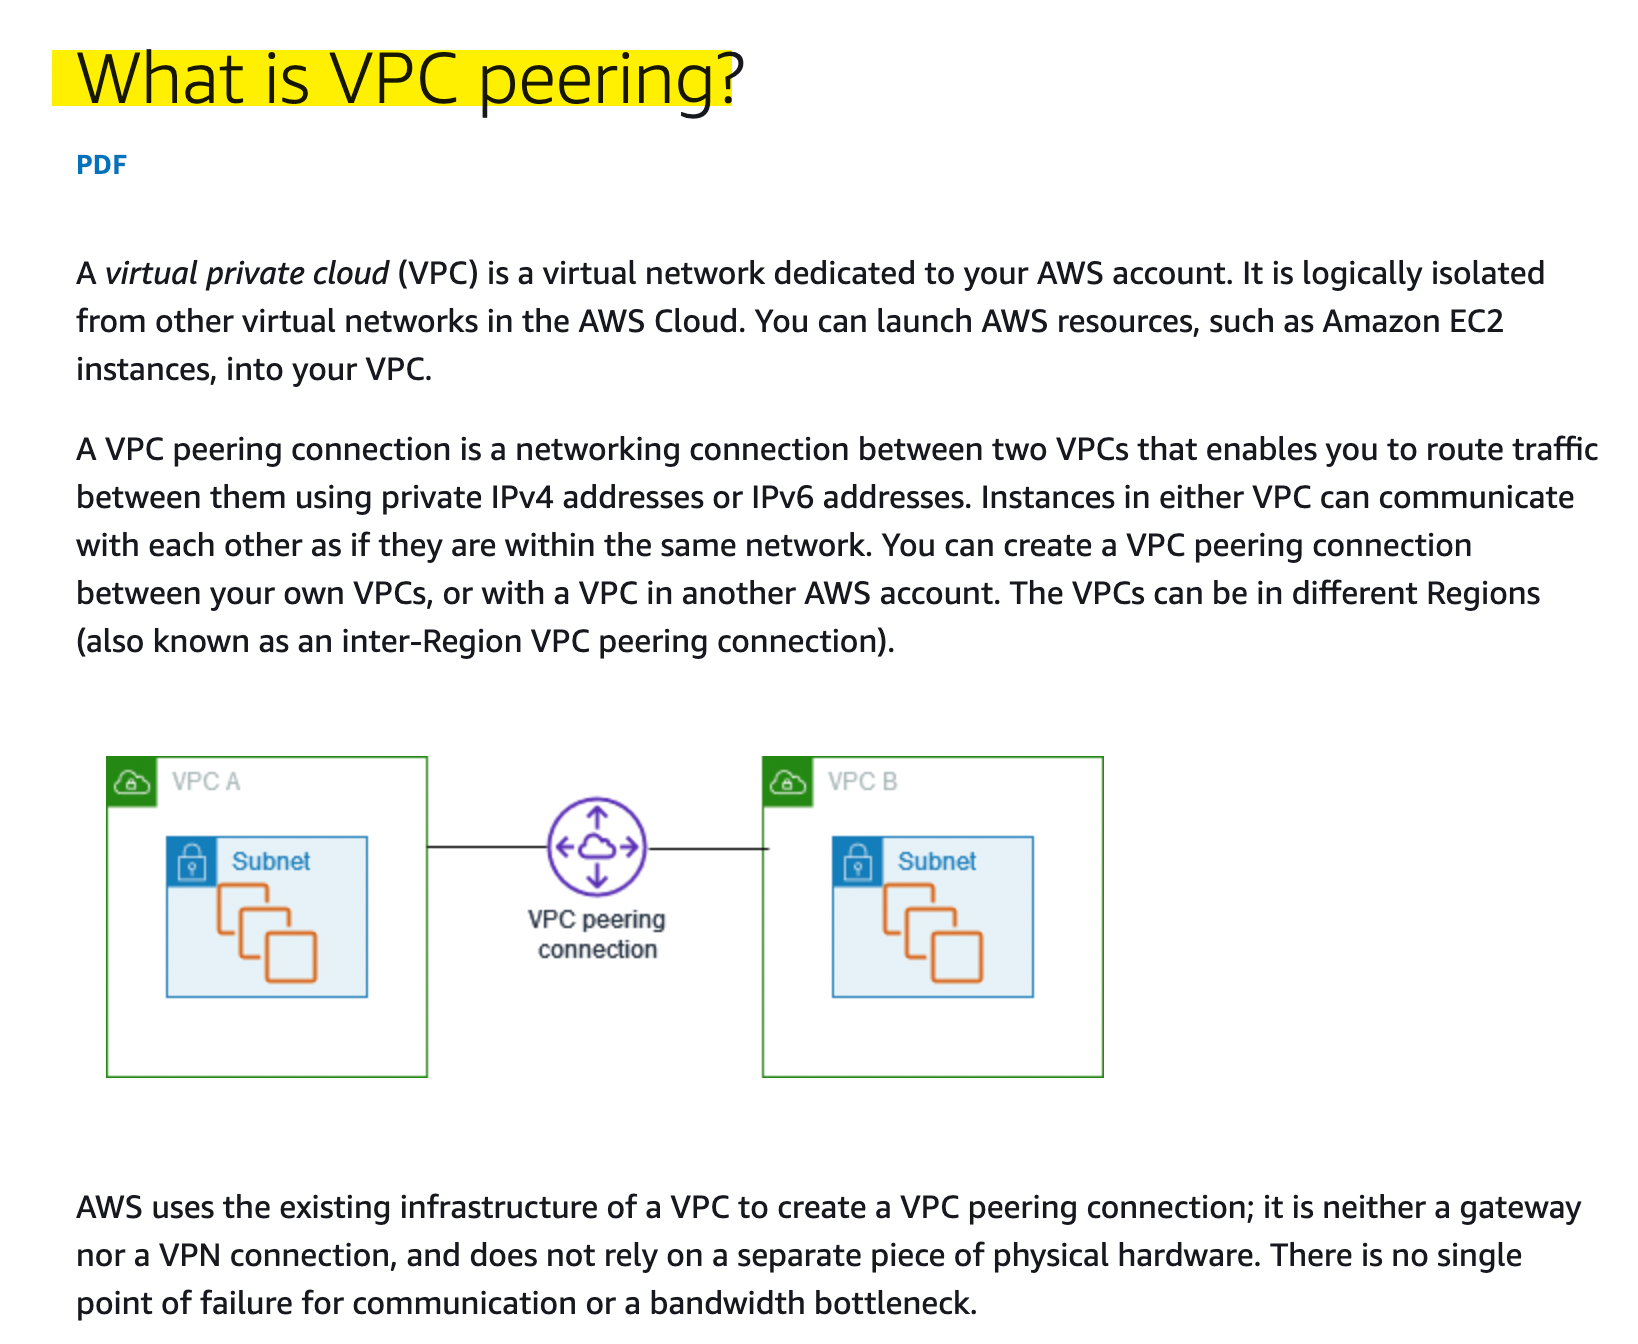 What is VPC peering?
PDF
A virtual private cloud (VPC) is a virtual network dedicated to your AWS account. It is logically isolated
from other virtual networks in the AWS Cloud. You can launch AWS resources, such as Amazon EC2
instances, into your VPC.
A VPC peering connection is a networking connection between two VPCs that enables you to route traffic
between them using private IPv4 addresses or IPv6 addresses. Instances in either VPC can communicate
with each other as if they are within the same network. You can create a VPC peering connection
between your own VPCs, or with a VPC in another AWS account. The VPCs can be in different Regions
(also known as an inter-Region VPC peering connection).
VPC A
Subnet
VPC peering
connection
VPC B
Subnet
AWS uses the existing infrastructure of a VPC to create a VPC peering connection; it is neither a gateway
nor a VPN connection, and does not rely on a separate piece of physical hardware. There is no single
point of failure for communication or a bandwidth bottleneck.